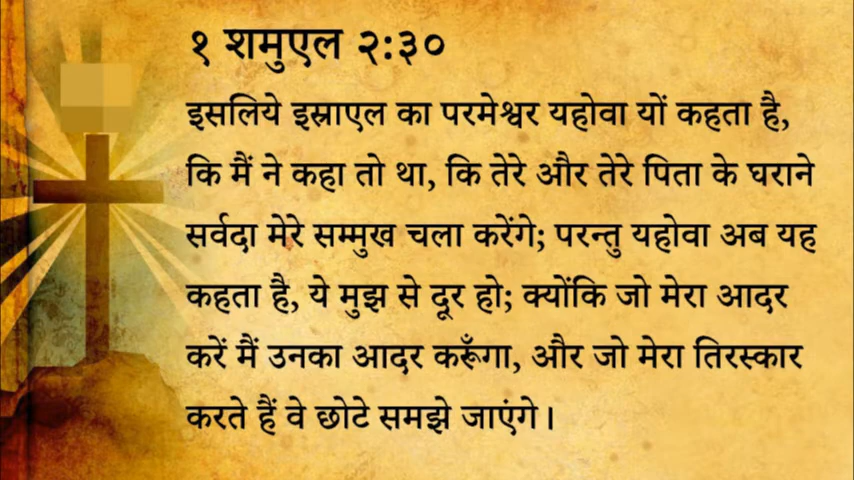 १ शमुएल २:३०
इसलिये इस्राएल का परमेश्वर यहोवा यों कहता है,
कि मैं ने कहा तो था, कि तेरे और तेरे पिता के घराने
सर्वदा मेरे सम्मुख चला करेंगे; परन्तु यहोवा अब यह
कहता है, ये मुझ से दूर हो; क्योंकि जो मेरा आदर
करें मैं उनका आदर करूँगा, और जो मेरा तिरस्कार
करते हैं वे छोटे समझे जाएंगे।